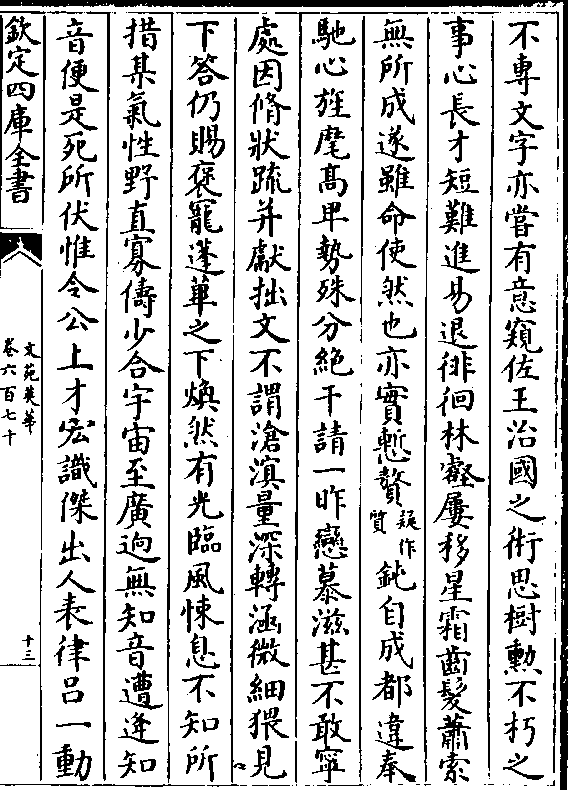 不專文字亦嘗有意窺佐王治國之術思樹勲不朽之
事心長才短難進易退徘徊林壑屢移星霜齒髮蕭索
無所成遂雖命使然也亦實慙贅疑作質鈍自成都違奉
馳心旌麾髙卑勢殊分絶干請一昨戀慕滋甚不敢寜
處因脩狀疏并獻拙文不謂滄溟量深轉涵微細猥見
下答仍賜褒寵蓬蓽之下煥然有光臨風悚息不知所
措某氣性野直寡儔少合宇宙至廣逈無知音遭逢知
音便是死所伏惟令公上才宏識傑出人表律吕一動
欽定四庫全書
文苑英華
卷六百七十
十三